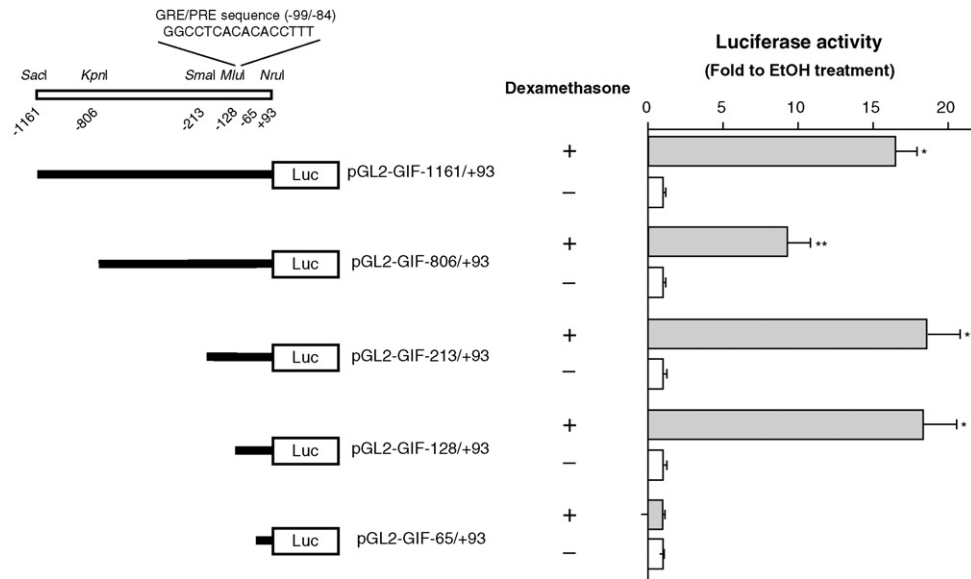 GRE/PRE sequence (-99/-84)
GGCCTCACACACCTTT
SacI KpnI SmaI MluI NruI
-1161 -806 -213 -128 -65 +93
Luciferase activity
(Fold to EtOH treatment)
Dexamethasone
0 5 10 15 20
+ *
Luc pGL2-GIF-1161/+93
−
+ **
Luc pGL2-GIF-806/+93
−
+ *
Luc pGL2-GIF-213/+93
−
+ *
Luc pGL2-GIF-128/+93
−
+
Luc pGL2-GIF-65/+93
−